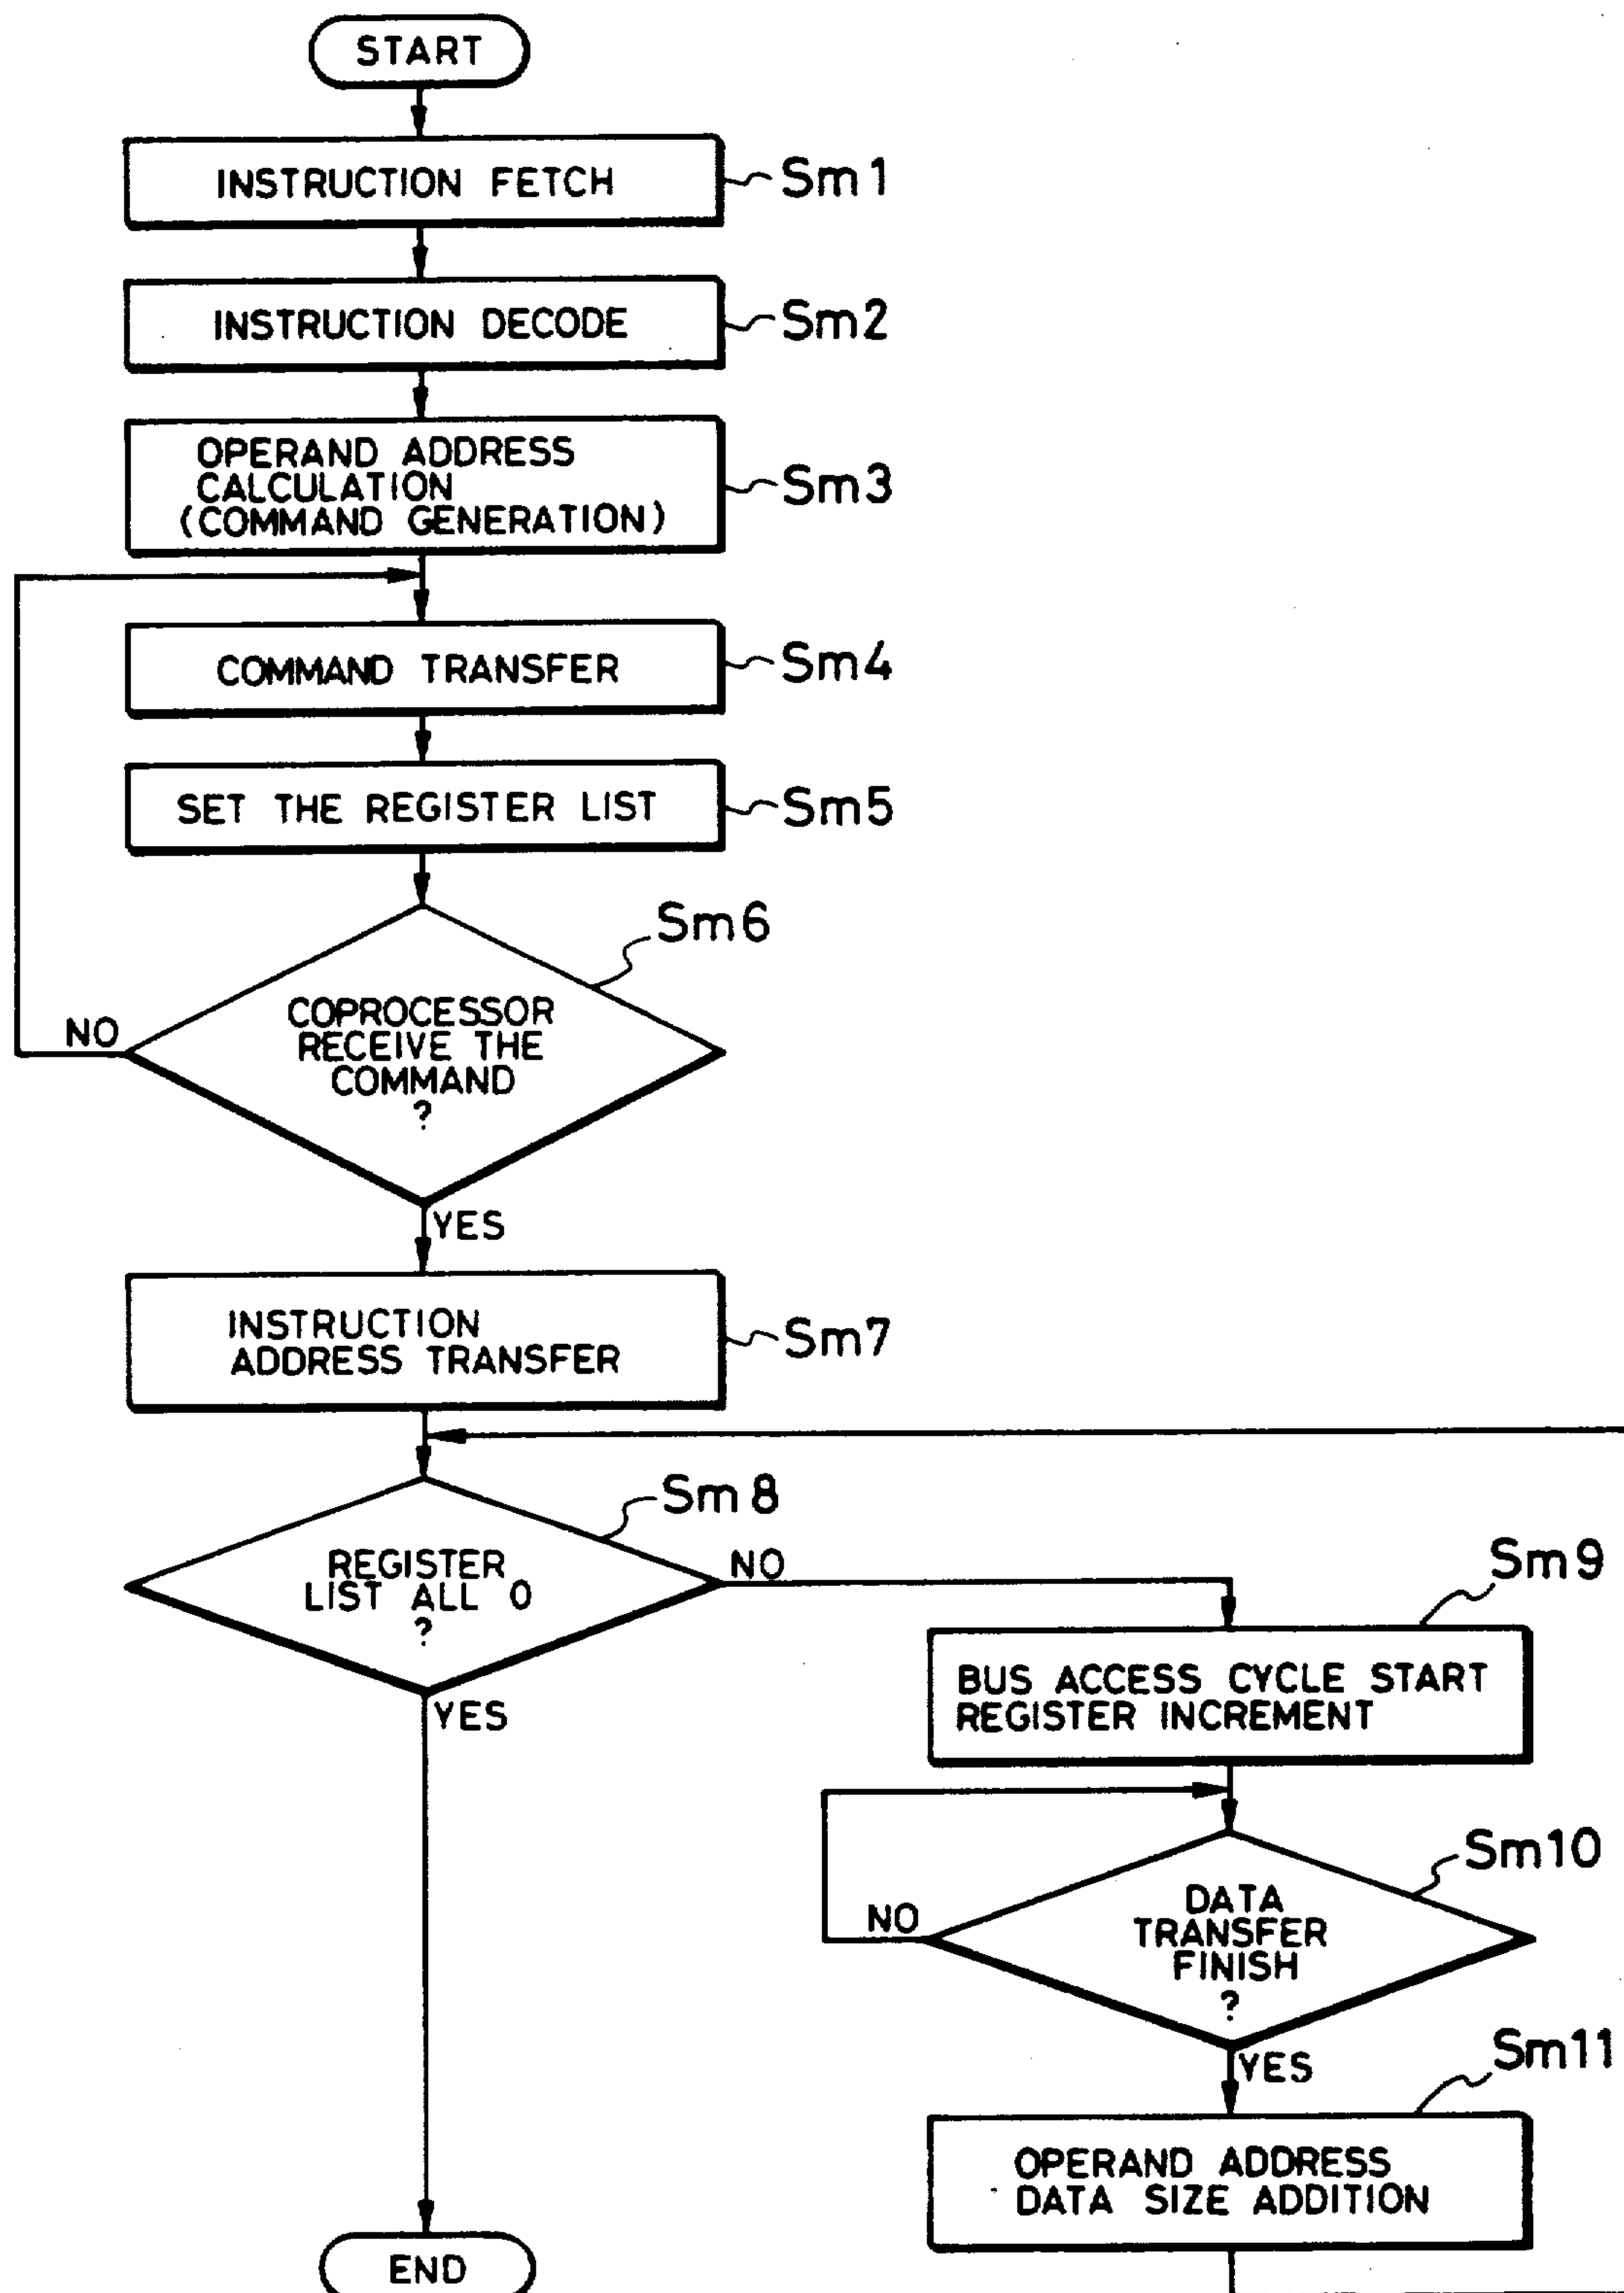 START
INSTRUCTION FETCH
Sm1
INSTRUCTION DECODE
Sm2
OPERAND ADDRESS
CALCULATION
(COMMAND GENERATION)
Sm3
COMMAND TRANSFER
Sm4
SET THE REGISTER LIST
Sm5
Sm6
COPROCESSOR
RECEIVE THE
COMMAND
?
NO
YES
INSTRUCTION
ADDRESS TRANSFER
Sm7
Sm8
REGISTER
LIST ALL 0
?
NO
YES
Sm9
BUS ACCESS CYCLE START
REGISTER INCREMENT
Sm10
DATA
TRANSFER
FINISH
?
NO
YES
Sm11
OPERAND ADDRESS
DATA SIZE ADDITION
END